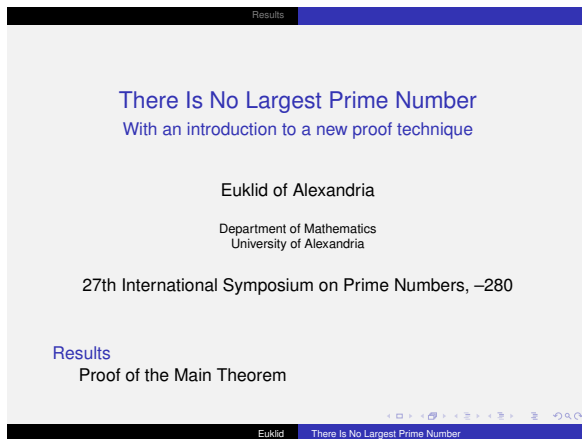 Results
There Is No Largest Prime Number
With an introduction to a new proof technique
Euklid of Alexandria
Department of Mathematics
University of Alexandria
27th International Symposium on Prime Numbers, –280
Results
Proof of the Main Theorem
Euklid There Is No Largest Prime Number